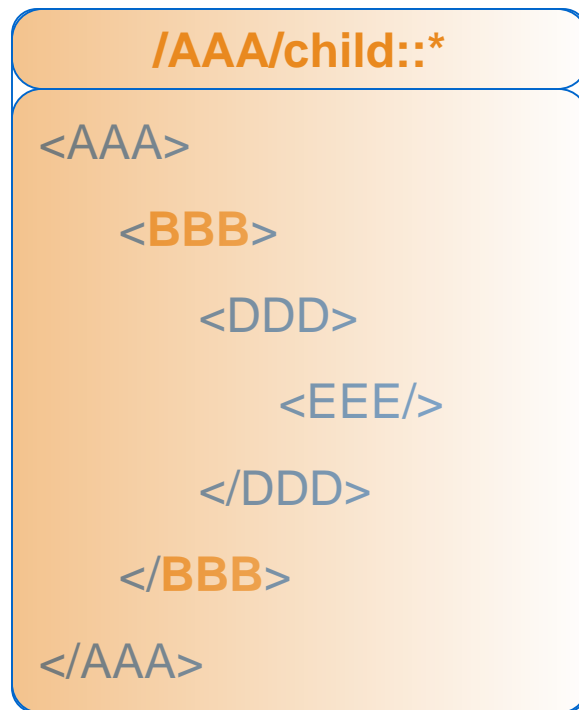 /AAA/child::*
<AAA>
<BBB>
<DDD>
<EEE/>
</DDD>
</BBB>
</AAA>